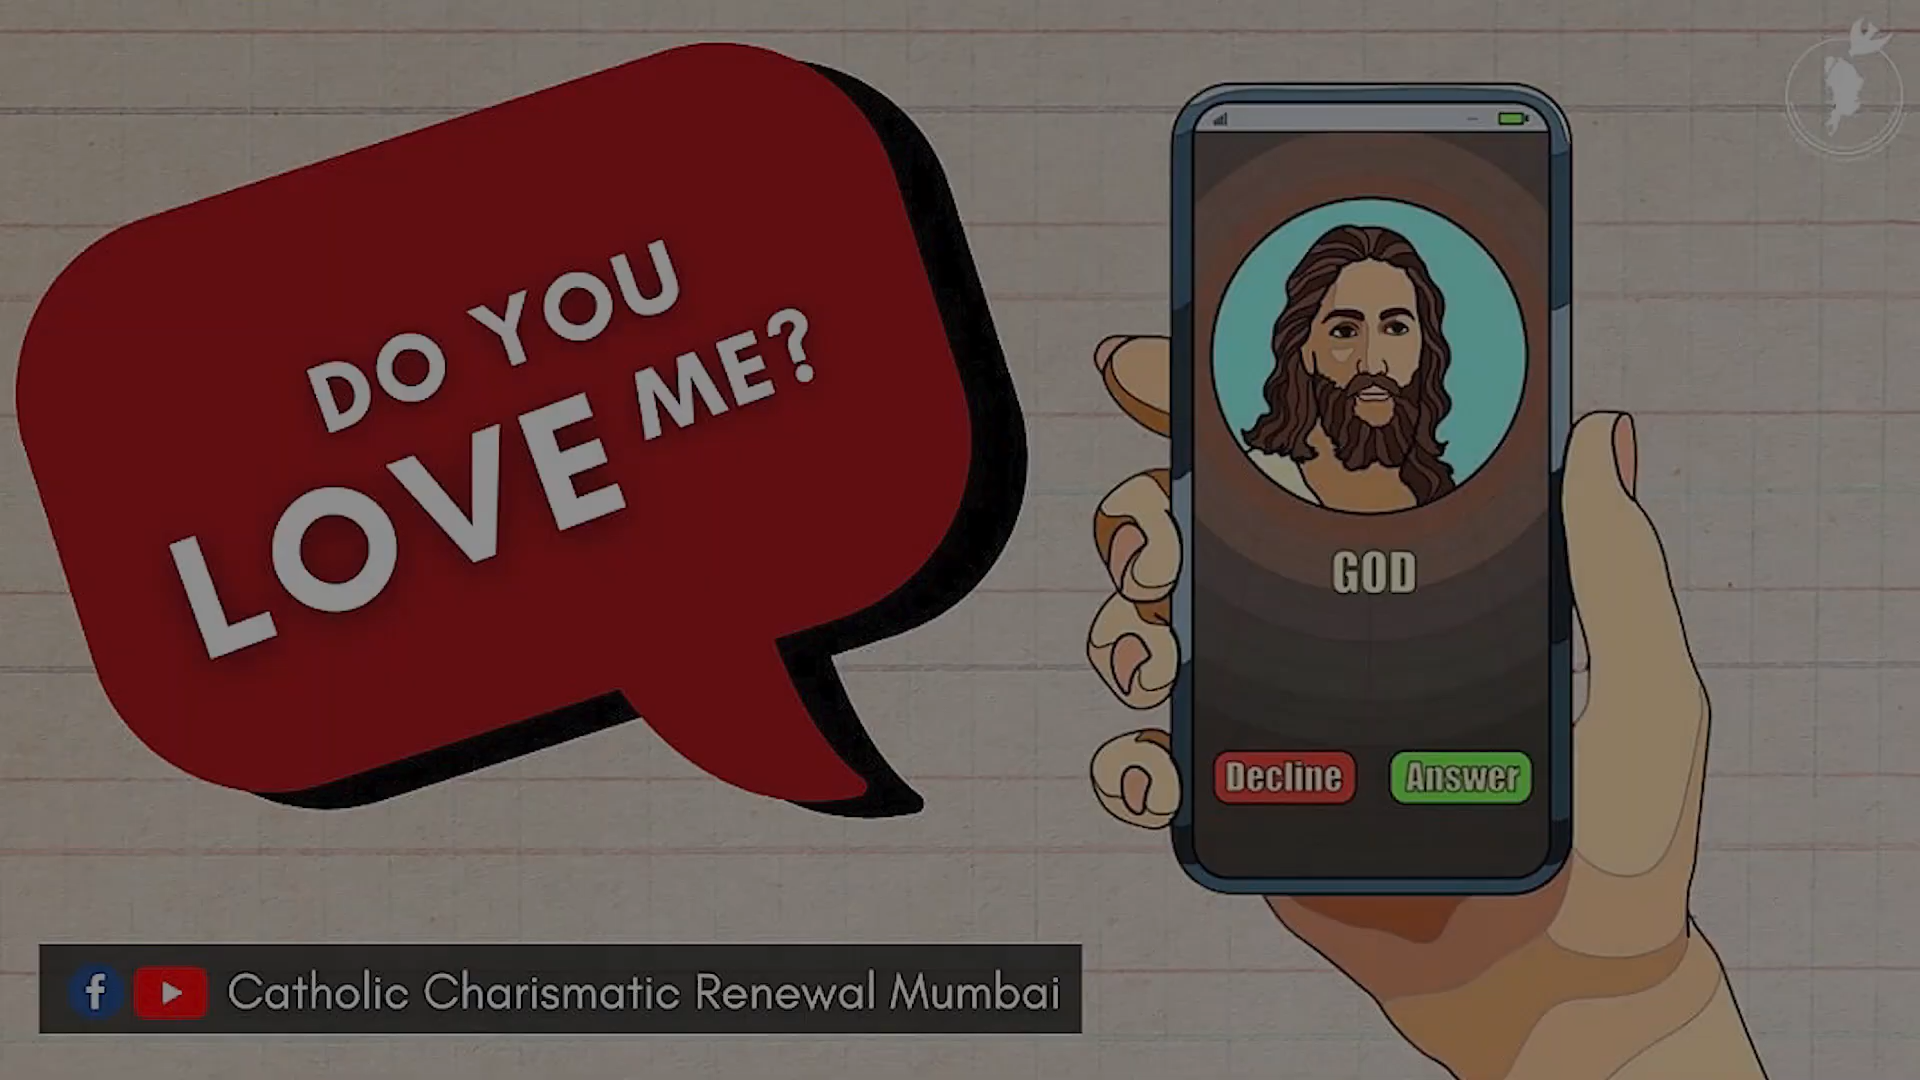 DO YOU
LOVE ME?
GOD
Decline
Answer
Catholic Charismatic Renewal Mumbai